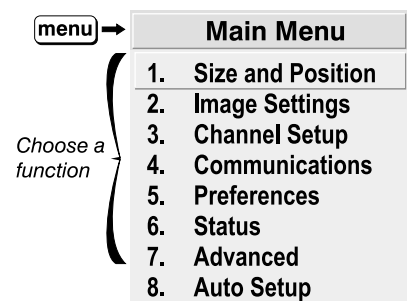 menu
Main Menu
1. Size and Position
2. Image Settings
3. Channel Setup
4. Communications
5. Preferences
6. Status
7. Advanced
8. Auto Setup
Choose a
function